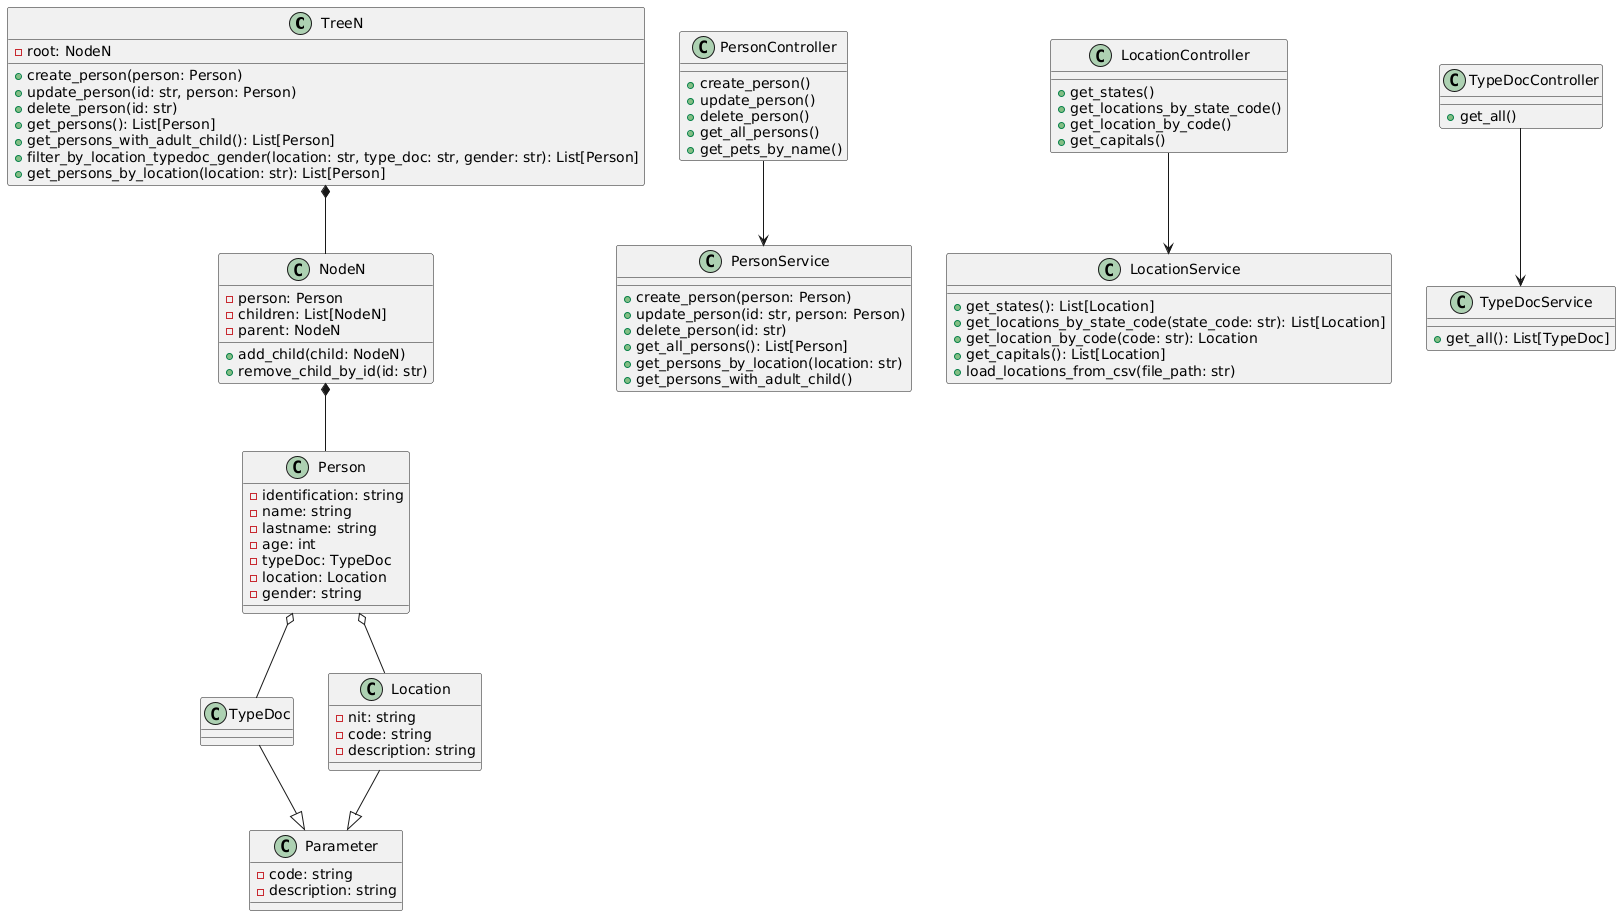 C TreeN
root: NodeN
create_person(person: Person)
update_person(id: str, person: Person)
delete_person(id: str)
get_persons(): List[Person]
get_persons_with_adult_child(): List[Person]
filter_by_location_typedoc_gender(location: str, type_doc: str, gender: str): List[Person]
get_persons_by_location(location: str): List[Person]
C PersonController
create_person()
update_person()
delete_person()
get_all_persons()
get_pets_by_name()
C LocationController
get_states()
get_locations_by_state_code()
get_location_by_code()
get_capitals()
C TypeDocController
get_all()
C NodeN
person: Person
children: List[NodeN]
parent: NodeN
add_child(child: NodeN)
remove_child_by_id(id: str)
C PersonService
create_person(person: Person)
update_person(id: str, person: Person)
delete_person(id: str)
get_all_persons(): List[Person]
get_persons_by_location(location: str)
get_persons_with_adult_child()
C LocationService
get_states(): List[Location]
get_locations_by_state_code(state_code: str): List[Location]
get_location_by_code(code: str): Location
get_capitals(): List[Location]
load_locations_from_csv(file_path: str)
C TypeDocService
get_all(): List[TypeDoc]
C Person
identification: string
name: string
lastname: string
age: int
typeDoc: TypeDoc
location: Location
gender: string
C TypeDoc
C Location
nit: string
code: string
description: string
C Parameter
code: string
description: string